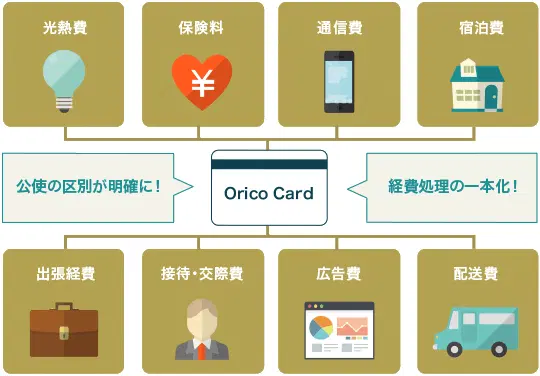 光熱費
保険料
通信費
宿泊費
¥
公使の区別が明確に!
Orico Card
経費処理の一本化!
出張経費
接待・交際費
広告費
配送費